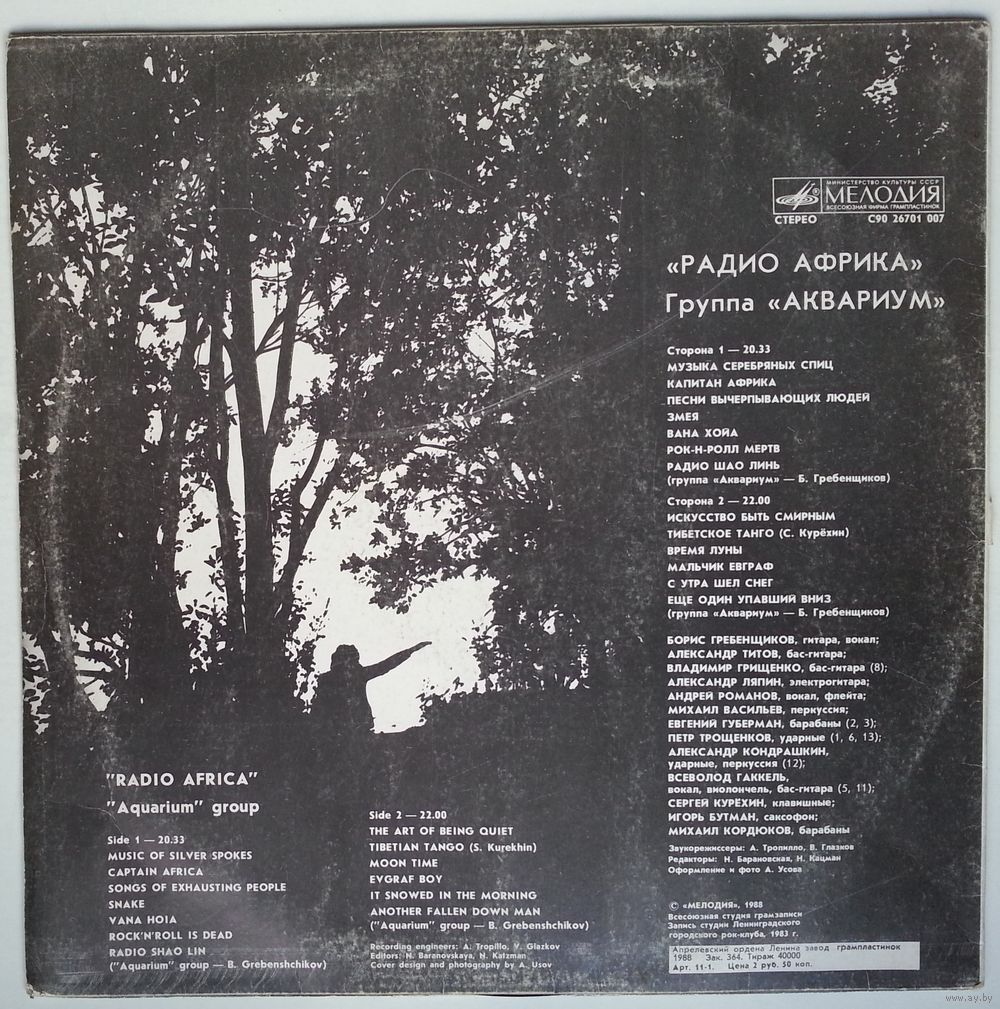 МИНИСТЕРСТВО КУЛЬТУРЫ СССР
МЕЛОДИЯ
ВСЕСОЮЗНАЯ ФИРМА ГРАМПЛАСТИНОК
СТЕРЕО
С90 26701 007
«РАДИО АФРИКА»
Группа «АКВАРИУМ»
Сторона 1 — 20.33
МУЗЫКА СЕРЕБРЯНЫХ СПИЦ
КАПИТАН АФРИКА
ПЕСНИ ВЫЧЕРПЫВАЮЩИХ ЛЮДЕЙ
ЗМЕЯ
ВАНА ХОЙА
РОК-Н-РОЛЛ МЕРТВ
РАДИО ШАО ЛИНЬ
(группа «Аквариум» — Б. Гребенщиков)
Сторона 2 — 22.00
ИСКУССТВО БЫТЬ СМИРНЫМ
ТИБЕТСКОЕ ТАНГО (С. Курёхин)
ВРЕМЯ ЛУНЫ
МАЛЬЧИК ЕВГРАФ
С УТРА ШЕЛ СНЕГ
ЕЩЕ ОДИН УПАВШИЙ ВНИЗ
(группа «Аквариум» — Б. Гребенщиков)
БОРИС ГРЕБЕНЩИКОВ, гитара, вокал;
АЛЕКСАНДР ТИТОВ, бас-гитара;
ВЛАДИМИР ГРИЩЕНКО, бас-гитара (8);
АЛЕКСАНДР ЛЯПИН, электрогитара;
АНДРЕЙ РОМАНОВ, вокал, флейта;
МИХАИЛ ВАСИЛЬЕВ, перкуссия;
ЕВГЕНИЙ ГУБЕРМАН, барабаны (2, 3);
ПЕТР ТРОЩЕНКОВ, ударные (1, 6, 13);
АЛЕКСАНДР КОНДРАШКИН,
ударные, перкуссия (12);
ВСЕВОЛОД ГАККЕЛЬ,
вокал, виолончель, бас-гитара (5, 11);
СЕРГЕЙ КУРЁХИН, клавишные;
ИГОРЬ БУТМАН, саксофон;
МИХАИЛ КОРДЮКОВ, барабаны
Звукорежиссеры: А. Тропилло, В. Глазков
Редакторы: Н. Барановская, Н. Кацман
Оформление и фото А. Усова
© «МЕЛОДИЯ», 1988
Всесоюзная студия грамзаписи
Запись студии Ленинградского
городского рок-клуба, 1983 г.
Апрелевский ордена Ленина завод грампластинок
1988 Зак. 364. Тираж 40000
Арт. 11-1. Цена 2 руб. 50 коп.
"RADIO AFRICA"
"Aquarium" group
Side 1 — 20.33
MUSIC OF SILVER SPOKES
CAPTAIN AFRICA
SONGS OF EXHAUSTING PEOPLE
SNAKE
VANA HOIA
ROCK'N'ROLL IS DEAD
RADIO SHAO LIN
("Aquarium" group — B. Grebenshchikov)
Side 2 — 22.00
THE ART OF BEING QUIET
TIBETIAN TANGO (S. Kurekhin)
MOON TIME
EVGRAF BOY
IT SNOWED IN THE MORNING
ANOTHER FALLEN DOWN MAN
("Aquarium" group — B. Grebenshchikov)
Recording engineers: A. Tropillo, V. Glazkov
Editors: N. Baranovskaya, N. Katzman
Cover design and photography by A. Usov
www.ay.by